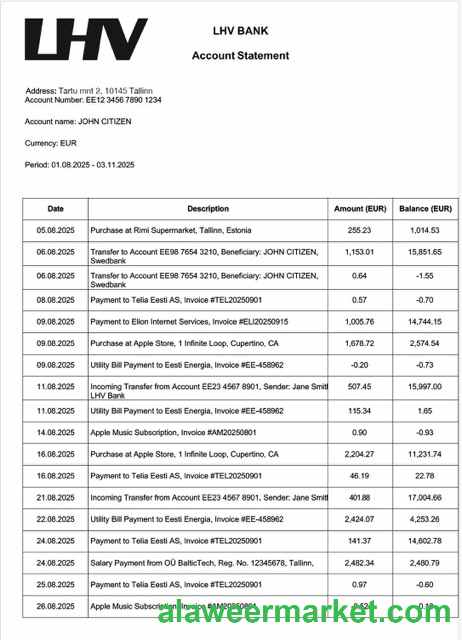 LHV
LHV BANK
Account Statement
Address: Tartu mnt 2, 10145 Tallinn
Account Number: EE12 3456 7890 1234
Account name: JOHN CITIZEN
Currency: EUR
Period: 01.08.2025 - 03.11.2025
Date Description Amount (EUR) Balance (EUR)
05.08.2025 Purchase at Rimi Supermarket, Tallinn, Estonia 255.23 1,014.53
06.08.2025 Transfer to Account EE98 7654 3210, Beneficiary: JOHN CITIZEN, 1,153.01 15,851.65
Swedbank
06.08.2025 Transfer to Account EE98 7654 3210, Beneficiary: JOHN CITIZEN, 0.64 -1.55
Swedbank
08.08.2025 Payment to Telia Eesti AS, Invoice #TEL20250901 0.57 -0.70
09.08.2025 Payment to Elion Internet Services, Invoice #ELI20250915 1,005.76 14,744.15
09.08.2025 Purchase at Apple Store, 1 Infinite Loop, Cupertino, CA 1,678.72 2,574.54
09.08.2025 Utility Bill Payment to Eesti Energia, Invoice #EE-458962 -0.20 -0.73
11.08.2025 Incoming Transfer from Account EE23 4567 8901, Sender: Jane Smit 507.45 15,997.00
LHV Bank
11.08.2025 Utility Bill Payment to Eesti Energia, Invoice #EE-458962 115.34 1.65
14.08.2025 Apple Music Subscription, Invoice #AM20250801 0.90 -0.93
16.08.2025 Purchase at Apple Store, 1 Infinite Loop, Cupertino, CA 2,204.27 11,231.74
16.08.2025 Payment to Telia Eesti AS, Invoice #TEL20250901 46.19 22.78
21.08.2025 Incoming Transfer from Account EE23 4567 8901, Sender: Jane Smit 401.88 17,004.66
22.08.2025 Utility Bill Payment to Eesti Energia, Invoice #EE-458962 2,424.07 4,253.26
24.08.2025 Payment to Telia Eesti AS, Invoice #TEL20250901 141.37 14,602.78
24.08.2025 Salary Payment from OÜ BalticTech, Reg. No. 12345678, Tallinn, 2,482.34 2,480.79
25.08.2025 Payment to Telia Eesti AS, Invoice #TEL20250901 0.97 -0.60
26.08.2025 Apple Music Subscription, Invoice #AM20250801
alaweermarket.com